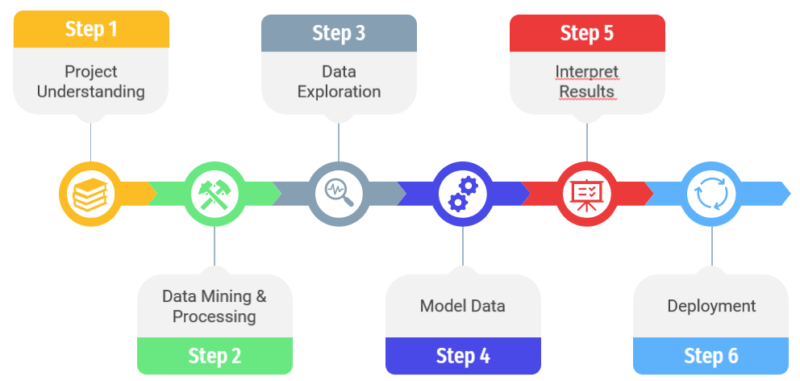 Step 1
Project
Understanding
Data Mining &
Processing
Step 2
Step 3
Data
Exploration
Model Data
Step 4
Step 5
Interpret
Results
Deployment
Step 6